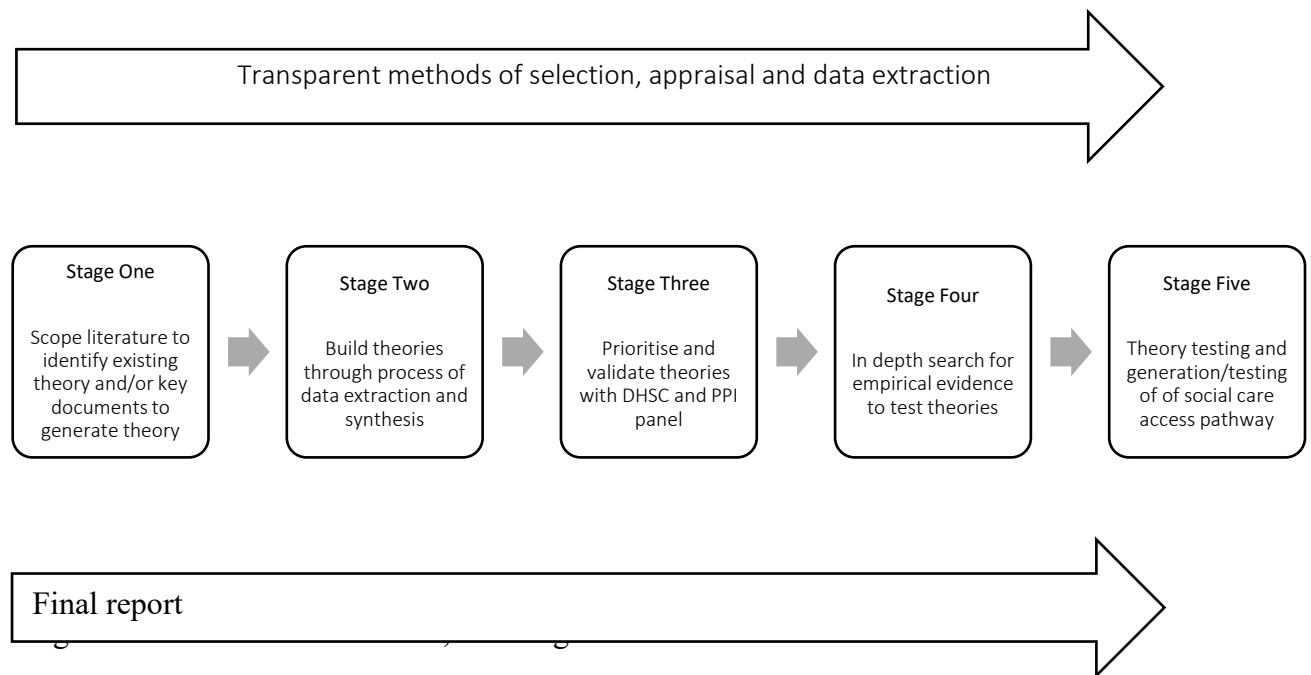 Transparent methods of selection, appraisal and data extraction
Stage One
Scope literature to
identify existing
theory and/or key
documents to
generate theory
Stage Two
Build theories
through process of
data extraction and
synthesis
Stage Three
Prioritise and
validate theories
with DHSC and PPI
panel
Stage Four
In depth search for
empirical evidence
to test theories
Stage Five
Theory testing and
generation/testing
of of social care
access pathway
Final report